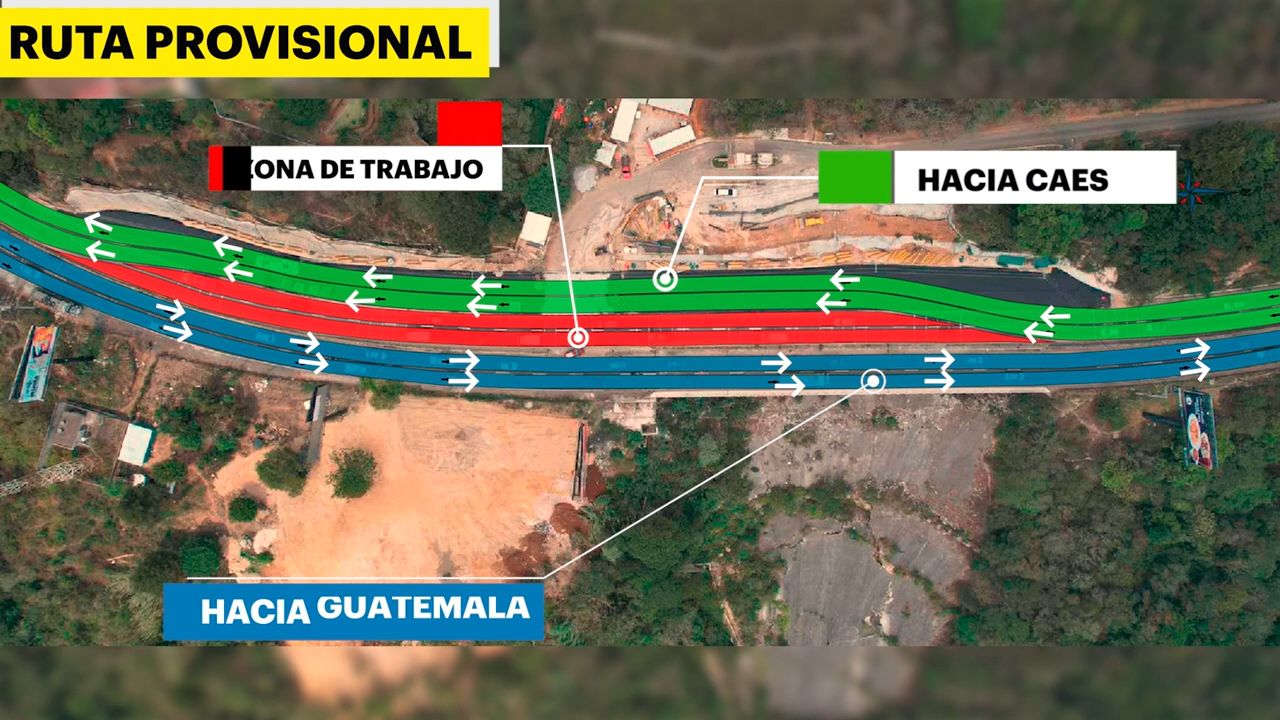 RUTA PROVISIONAL
ZONA DE TRABAJO
HACIA CAES
HACIA GUATEMALA